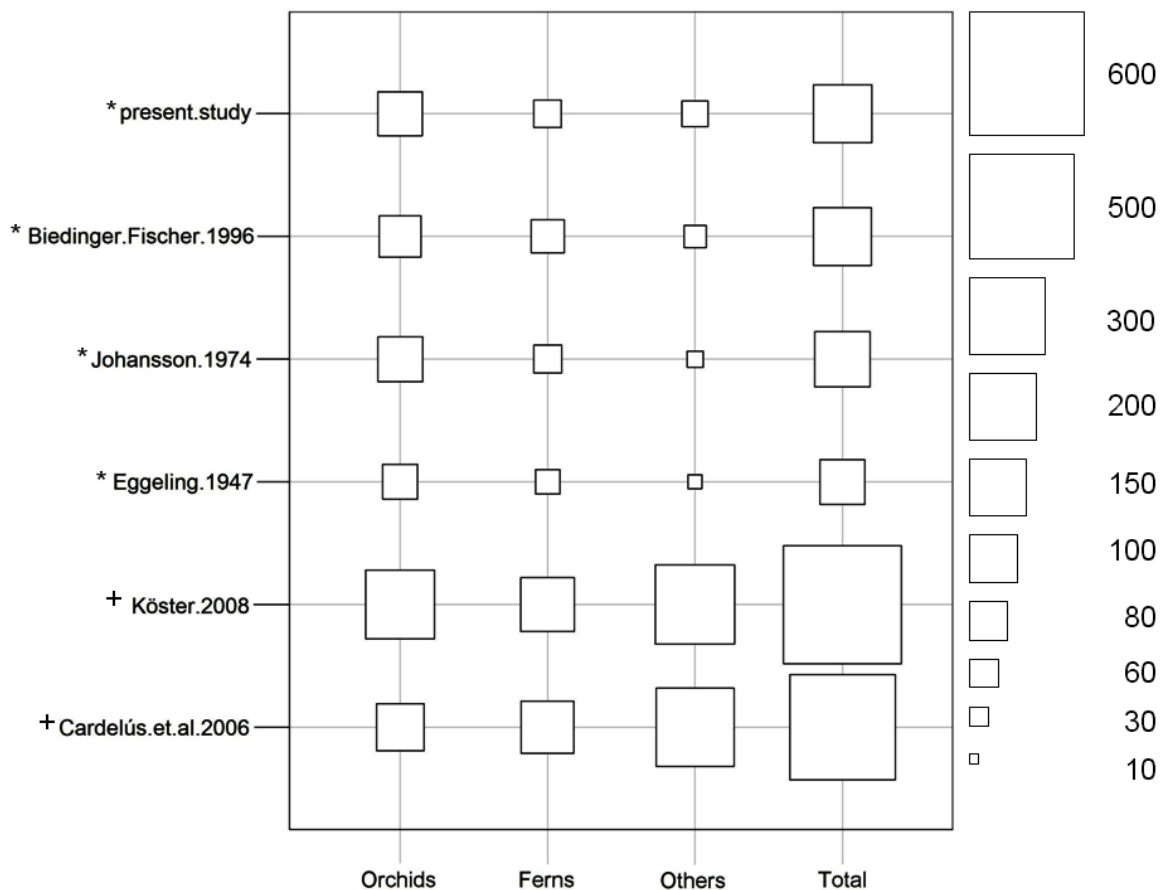 * present.study
* Biedinger.Fischer.1996
* Johansson.1974
* Eggeling.1947
+ Köster.2008
+ Cardelús.et.al.2006
Orchids Ferns Others Total
600
500
300
200
150
100
80
60
30
10